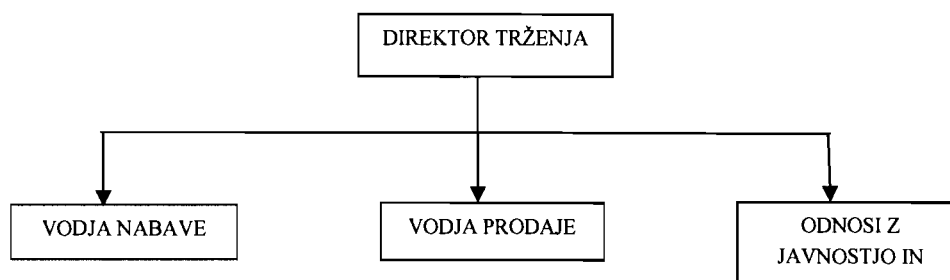 DIREKTOR TRŽENJA
VODJA NABAVE
VODJA PRODAJE
ODNOSI Z
JAVNOSTJO IN